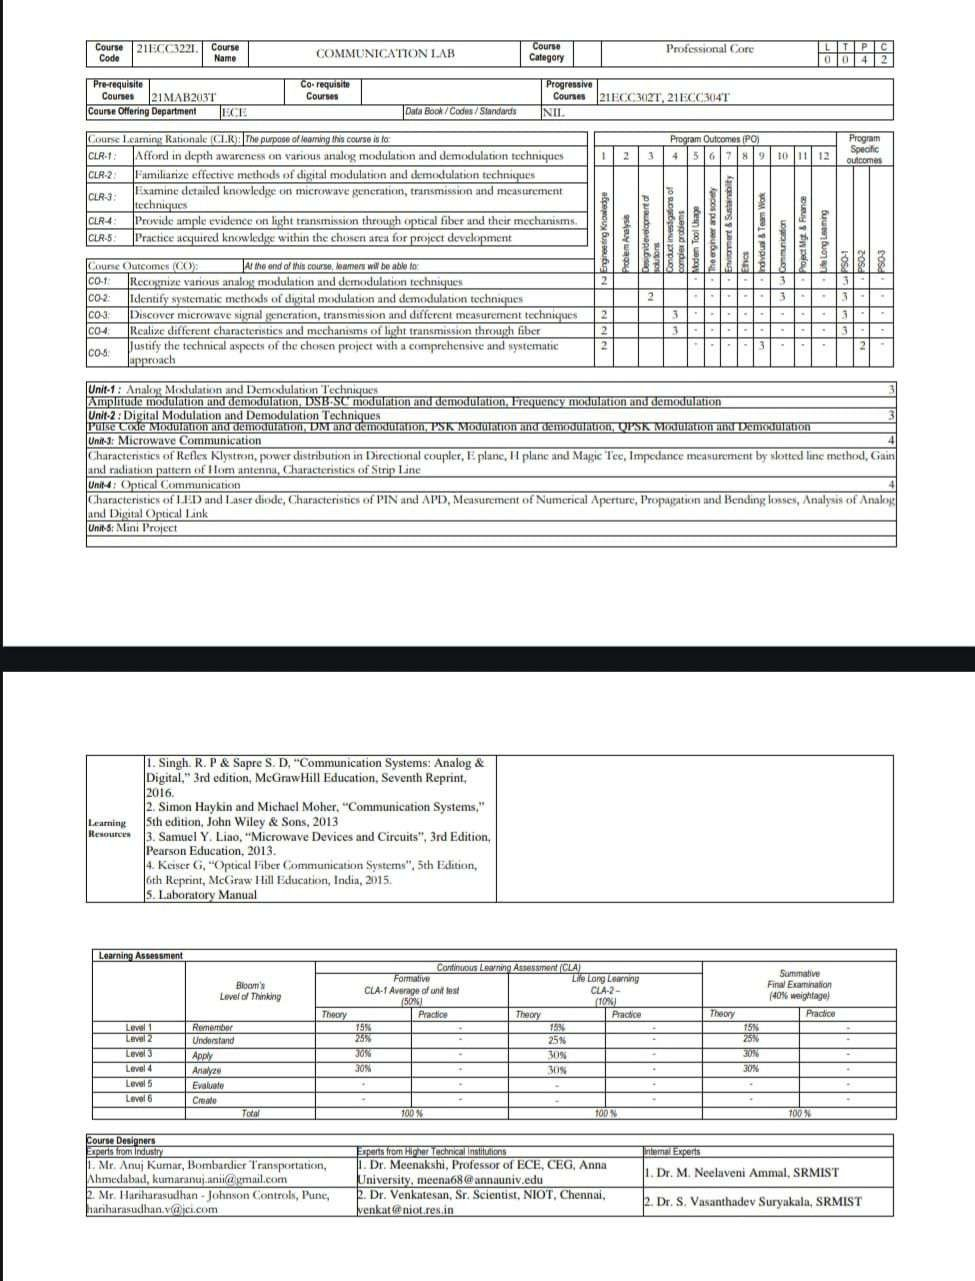 Course Code 21ECC322L Course Name COMMUNICATION LAB Course Category Professional Core L T P C
0 0 4 2
Pre-requisite Courses 21MAB203T Co- requisite Courses Progressive Courses 21ECC302T, 21ECC304T
Course Offering Department ECE Data Book / Codes / Standards NIL
Course Learning Rationale (CLR): The purpose of learning this course is to:
CLR-1: Afford in depth awareness on various analog modulation and demodulation techniques
CLR-2: Familiarize effective methods of digital modulation and demodulation techniques
CLR-3: Examine detailed knowledge on microwave generation, transmission and measurement
techniques
CLR-4: Provide ample evidence on light transmission through optical fiber and their mechanisms.
CLR-5: Practice acquired knowledge within the chosen area for project development
Program Outcomes (PO)
Program Specific outcomes
1 2 3 4 5 6 7 8 9 10 11 12
Engineering Knowledge
Problem Analysis
Design/development of solutions
Conduct investigations of complex problems
Modern Tool Usage
The engineer and society
Environment & Sustainability
Ethics
Individual & Team Work
Communication
Project Mgt. & Finance
Life Long Learning
PSO-1
PSO-2
PSO-3
Course Outcomes (CO): At the end of this course, learners will be able to:
CO-1: Recognize various analog modulation and demodulation techniques 2 - - - - - 3 - - 3 - -
CO-2: Identify systematic methods of digital modulation and demodulation techniques 2 - - - - - 3 - - 3 - -
CO-3: Discover microwave signal generation, transmission and different measurement techniques 2 3 - - - - - - - - 3 - -
CO-4: Realize different characteristics and mechanisms of light transmission through fiber 2 3 - - - - - - - - 3 - -
CO-5: Justify the technical aspects of the chosen project with a comprehensive and systematic 2 - - - - 3 - - - 2 -
approach
Unit-1 : Analog Modulation and Demodulation Techniques 3
Amplitude modulation and demodulation, DSB-SC modulation and demodulation, Frequency modulation and demodulation
Unit-2 : Digital Modulation and Demodulation Techniques 3
Pulse Code Modulation and demodulation, DM and demodulation, PSK Modulation and demodulation, QPSK Modulation and Demodulation
Unit-3: Microwave Communication 4
Characteristics of Reflex Klystron, power distribution in Directional coupler, E plane, H plane and Magic Tee, Impedance measurement by slotted line method, Gain
and radiation pattern of Horn antenna, Characteristics of Strip Line
Unit-4 : Optical Communication 4
Characteristics of LED and Laser diode, Characteristics of PIN and APD, Measurement of Numerical Aperture, Propagation and Bending losses, Analysis of Analog
and Digital Optical Link
Unit-5: Mini Project
Learning Resources
1. Singh. R. P & Sapre S. D, “Communication Systems: Analog &
Digital,” 3rd edition, McGrawHill Education, Seventh Reprint,
2016.
2. Simon Haykin and Michael Moher, “Communication Systems,”
5th edition, John Wiley & Sons, 2013
3. Samuel Y. Liao, “Microwave Devices and Circuits”, 3rd Edition,
Pearson Education, 2013.
4. Keiser G, “Optical Fiber Communication Systems”, 5th Edition,
6th Reprint, McGraw Hill Education, India, 2015.
5. Laboratory Manual
Learning Assessment
Bloom's Level of Thinking
Continuous Learning Assessment (CLA)
Formative CLA-1 Average of unit test (50%)
Life Long Learning CLA-2 – (10%)
Summative Final Examination (40% weightage)
Theory Practice Theory Practice Theory Practice
Level 1 Remember 15% - 15% - 15% -
Level 2 Understand 25% - 25% - 25% -
Level 3 Apply 30% - 30% - 30% -
Level 4 Analyze 30% - 30% - 30% -
Level 5 Evaluate - - - - - -
Level 6 Create - - - - - -
Total 100 % 100 % 100 %
Course Designers
Experts from Industry
1. Mr. Anuj Kumar, Bombardier Transportation,
Ahmedabad, kumaranuj.anii@gmail.com
2. Mr. Hariharasudhan - Johnson Controls, Pune,
hariharasudhan.v@jci.com
Experts from Higher Technical Institutions
1. Dr. Meenakshi, Professor of ECE, CEG, Anna
University, meena68@annauniv.edu
2. Dr. Venkatesan, Sr. Scientist, NIOT, Chennai,
venkat@niot.res.in
Internal Experts
1. Dr. M. Neelaveni Ammal, SRMIST
2. Dr. S. Vasanthadev Suryakala, SRMIST